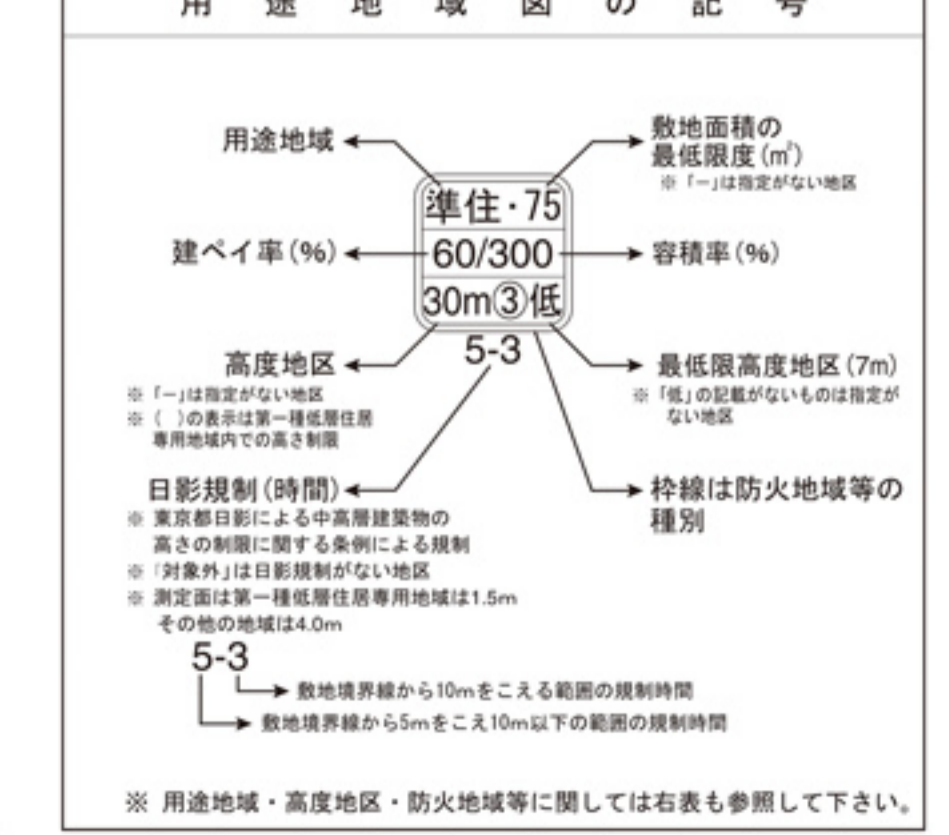 用途地域図の記号
用途地域
敷地面積の
最低限度(㎡)
※「－」は指定がない地区
準住・75
建ペイ率(%)
60/300
容積率(%)
30m③低
5-3
高度地区
※「－」は指定がない地区
※（　）の表示は第一種低層住居
専用地域内での高さ制限
最低限高度地区(7m)
※「低」の記載がないものは指定が
ない地区
日影規制(時間)
※ 東京都日影による中高層建築物の
高さの制限に関する条例による規制
※「対象外」は日影規制がない地区
※ 測定面は第一種低層住居専用地域は1.5m
その他の地域は4.0m
枠線は防火地域等の
種別
5-3
敷地境界線から10mをこえる範囲の規制時間
敷地境界線から5mをこえ10m以下の範囲の規制時間
※ 用途地域・高度地区・防火地域等に関しては右表も参照して下さい。